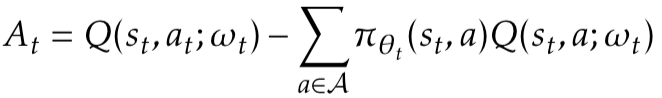 A_t = Q(s_t, a_t; ω_t) − ∑_{a∈𝒜} π_{θ_t}(s_t, a)Q(s_t, a; ω_t)